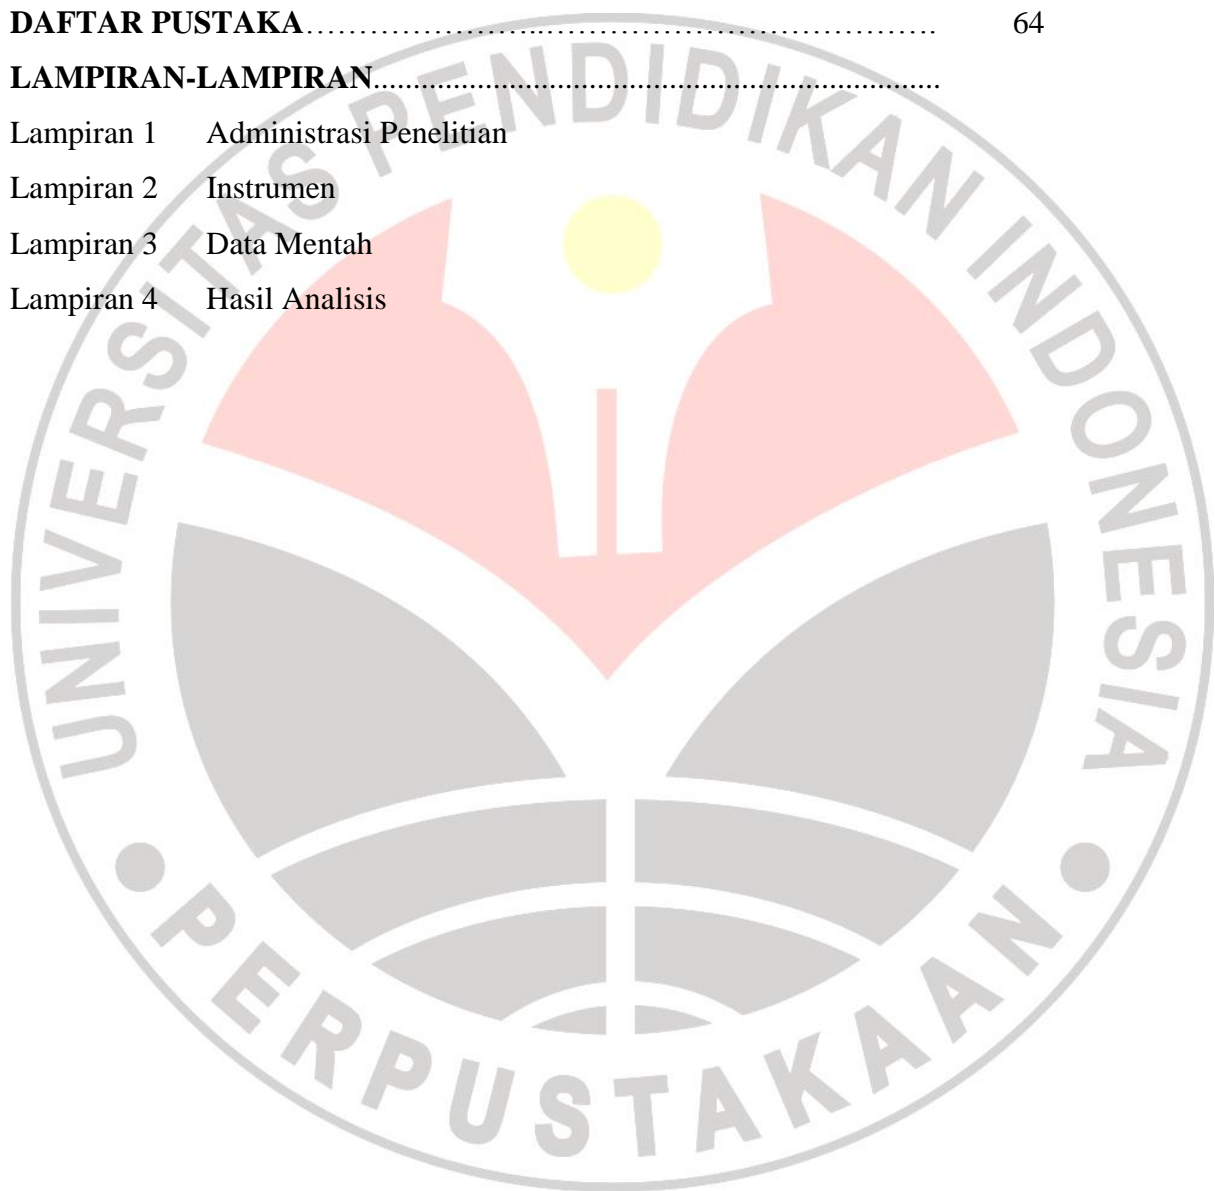 DAFTAR PUSTAKA…………………..………………………………. 64
LAMPIRAN-LAMPIRAN.......................................................................
Lampiran 1 Administrasi Penelitian
Lampiran 2 Instrumen
Lampiran 3 Data Mentah
Lampiran 4 Hasil Analisis
UNIVERSITAS PENDIDIKAN INDONESIA
PERPUSTAKAAN